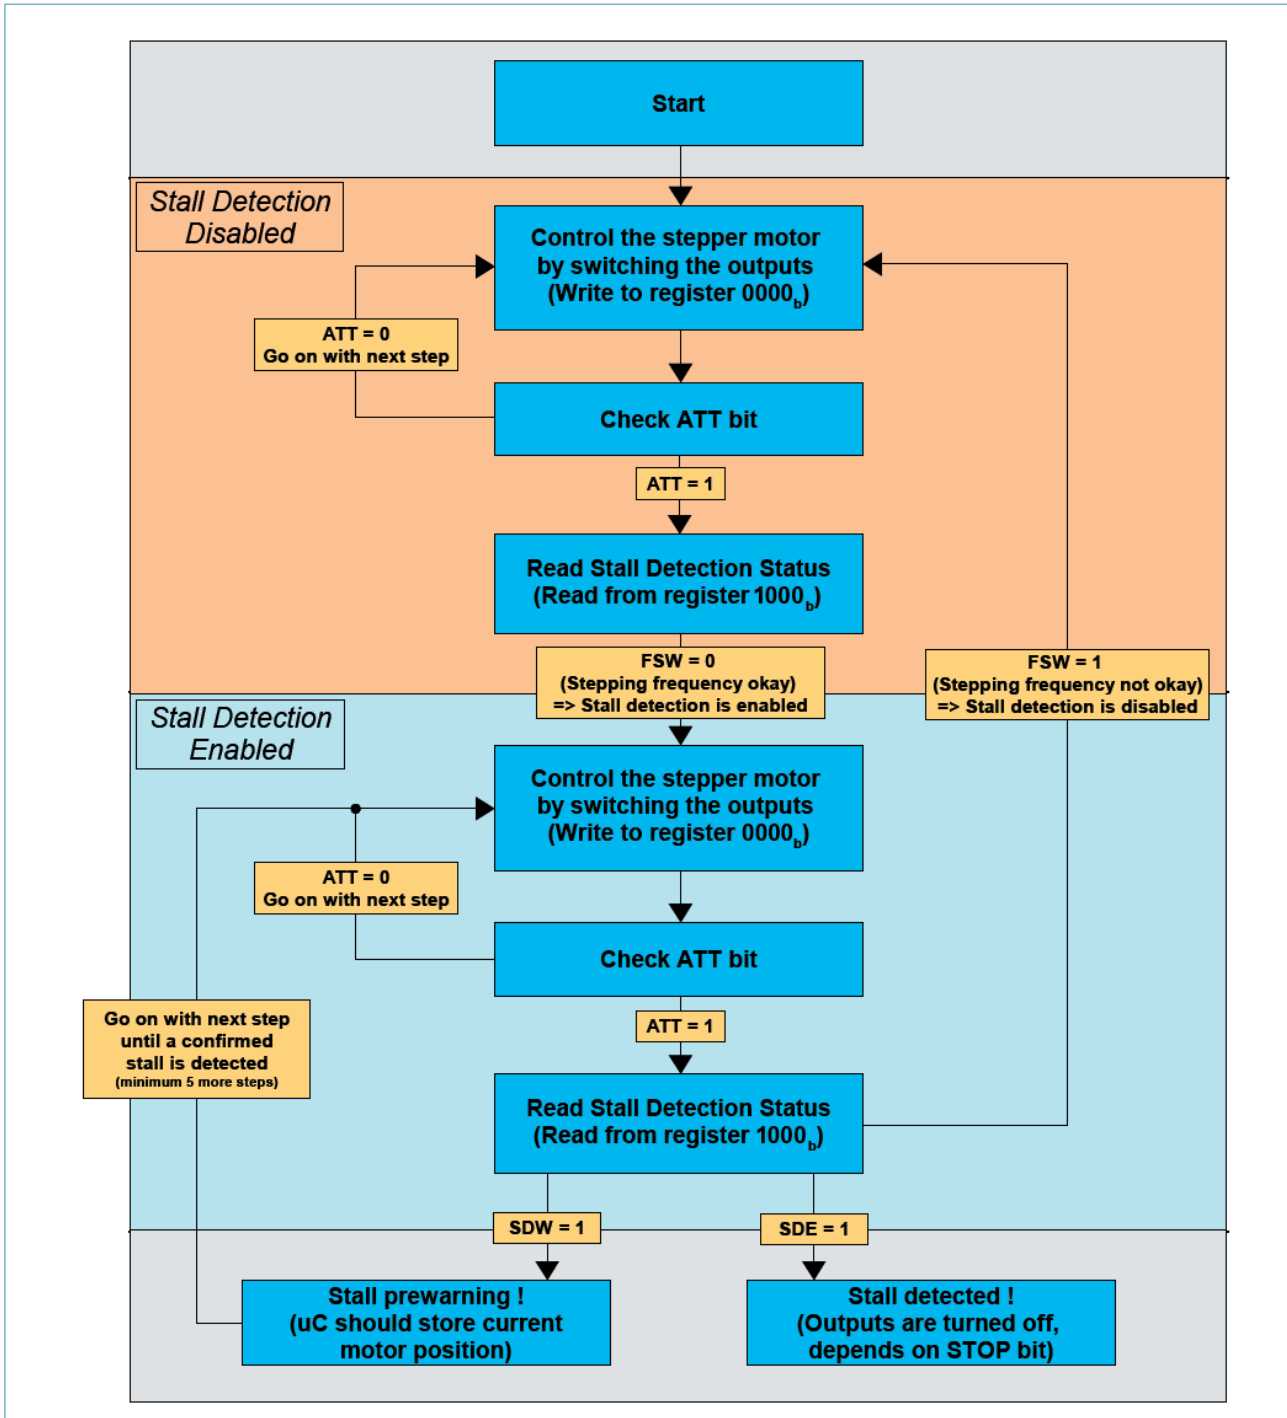 Start
Stall Detection
Disabled
Control the stepper motor
by switching the outputs
(Write to register 0000b)
ATT = 0
Go on with next step
Check ATT bit
ATT = 1
Read Stall Detection Status
(Read from register 1000b)
FSW = 0
(Stepping frequency okay)
=> Stall detection is enabled
FSW = 1
(Stepping frequency not okay)
=> Stall detection is disabled
Stall Detection
Enabled
Control the stepper motor
by switching the outputs
(Write to register 0000b)
ATT = 0
Go on with next step
Check ATT bit
Go on with next step
until a confirmed
stall is detected
(minimum 5 more steps)
ATT = 1
Read Stall Detection Status
(Read from register 1000b)
SDW = 1
SDE = 1
Stall prewarning !
(uC should store current
motor position)
Stall detected !
(Outputs are turned off,
depends on STOP bit)